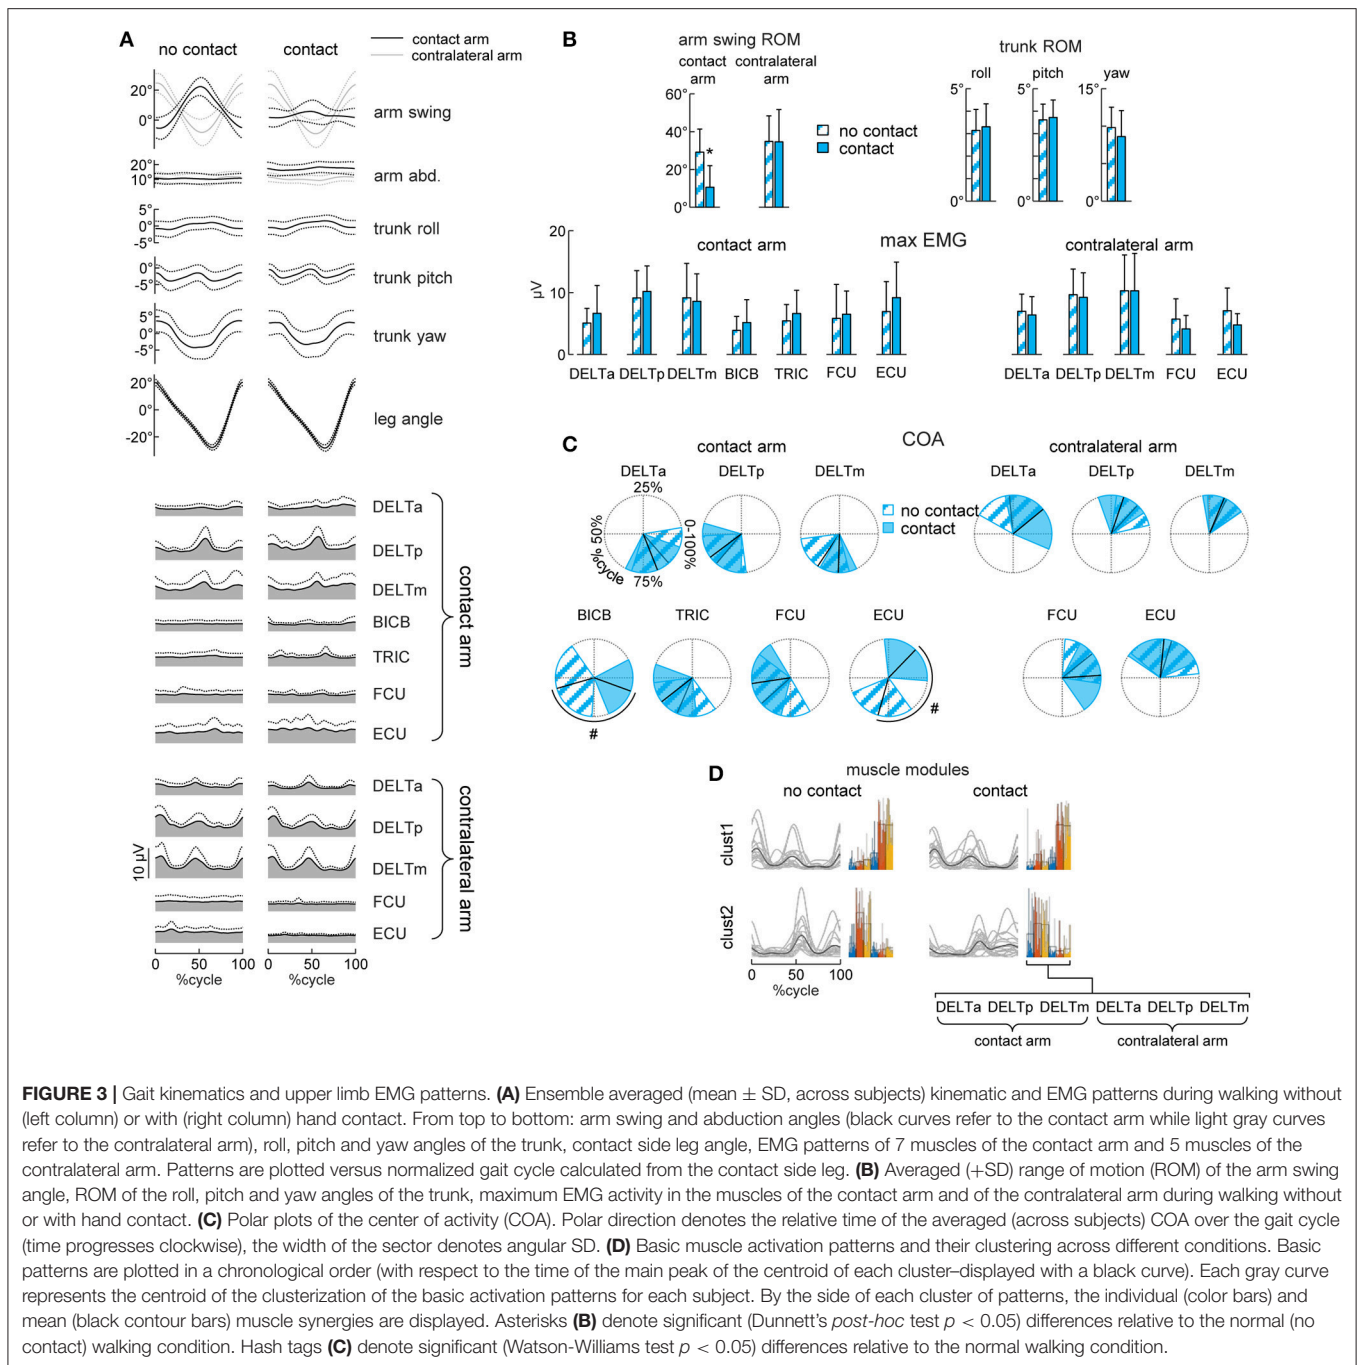 A
no contact
contact
contact arm
contralateral arm
20°
0°
arm swing
20°
10°
arm abd.
5°
0°
-5°
trunk roll
0°
-5°
trunk pitch
5°
0°
-5°
trunk yaw
20°
0°
-20°
leg angle
DELTa
DELTp
DELTm
BICB
TRIC
FCU
ECU
contact arm
DELTa
DELTp
DELTm
FCU
ECU
contralateral arm
10 µV
0 50 100
%cycle
0 50 100
%cycle
B
arm swing ROM
contact arm
contralateral arm
60°
40°
20°
0°
*
no contact
contact
trunk ROM
roll
pitch
yaw
5°
0°
5°
0°
15°
0°
max EMG
contact arm
contralateral arm
20
10
0
µV
DELTa DELTp DELTm BICB TRIC FCU ECU
DELTa DELTp DELTm FCU ECU
C
COA
contact arm
contralateral arm
DELTa
DELTp
DELTm
25%
50%
0-100%
75%
%cycle
no contact
contact
DELTa
DELTp
DELTm
BICB
TRIC
FCU
ECU
#
#
FCU
ECU
D
muscle modules
no contact
contact
clust1
clust2
0 50 100
%cycle
DELTa DELTp DELTm DELTa DELTp DELTm
contact arm
contralateral arm
FIGURE 3 | Gait kinematics and upper limb EMG patterns. (A) Ensemble averaged (mean ± SD, across subjects) kinematic and EMG patterns during walking without
(left column) or with (right column) hand contact. From top to bottom: arm swing and abduction angles (black curves refer to the contact arm while light gray curves
refer to the contralateral arm), roll, pitch and yaw angles of the trunk, contact side leg angle, EMG patterns of 7 muscles of the contact arm and 5 muscles of the
contralateral arm. Patterns are plotted versus normalized gait cycle calculated from the contact side leg. (B) Averaged (+SD) range of motion (ROM) of the arm swing
angle, ROM of the roll, pitch and yaw angles of the trunk, maximum EMG activity in the muscles of the contact arm and of the contralateral arm during walking without
or with hand contact. (C) Polar plots of the center of activity (COA). Polar direction denotes the relative time of the averaged (across subjects) COA over the gait cycle
(time progresses clockwise), the width of the sector denotes angular SD. (D) Basic muscle activation patterns and their clustering across different conditions. Basic
patterns are plotted in a chronological order (with respect to the time of the main peak of the centroid of each cluster–displayed with a black curve). Each gray curve
represents the centroid of the clusterization of the basic activation patterns for each subject. By the side of each cluster of patterns, the individual (color bars) and
mean (black contour bars) muscle synergies are displayed. Asterisks (B) denote significant (Dunnett's post-hoc test p < 0.05) differences relative to the normal (no
contact) walking condition. Hash tags (C) denote significant (Watson-Williams test p < 0.05) differences relative to the normal walking condition.